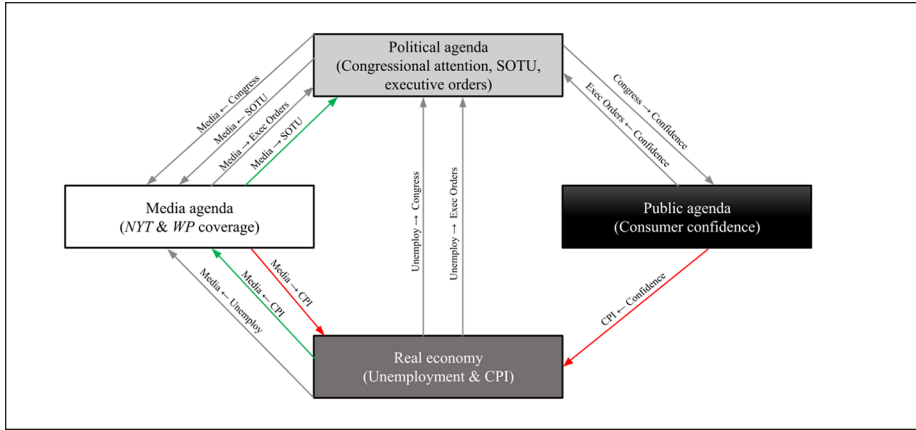 Political agenda
(Congressional attention, SOTU,
executive orders)
Media ← Congress
Media ← SOTU
Media → Exec Orders
Media → SOTU
Congress → Confidence
Exec Orders ← Confidence
Media agenda
(NYT & WP coverage)
Unemploy → Congress
Unemploy → Exec Orders
Public agenda
(Consumer confidence)
Media → CPI
Media ← CPI
Media ← Unemploy
CPI ← Confidence
Real economy
(Unemployment & CPI)